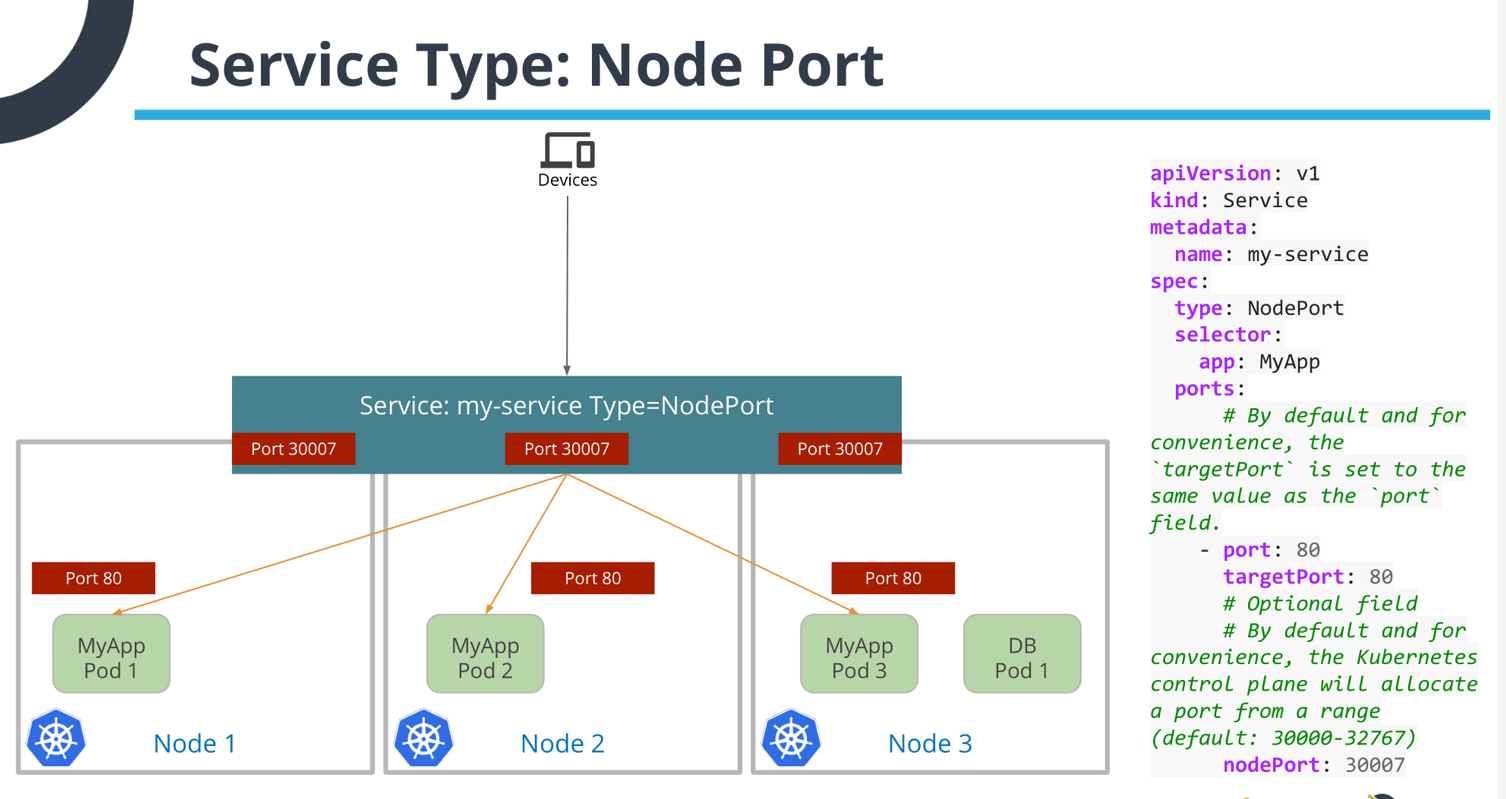 Service Type: Node Port
Devices
Service: my-service Type=NodePort
Port 30007
Port 30007
Port 30007
Port 80
Port 80
Port 80
MyApp
Pod 1
MyApp
Pod 2
MyApp
Pod 3
DB
Pod 1
Node 1
Node 2
Node 3
apiVersion: v1
kind: Service
metadata:
  name: my-service
spec:
  type: NodePort
  selector:
    app: MyApp
  ports:
      # By default and for
convenience, the
`targetPort` is set to the
same value as the `port`
field.
    - port: 80
      targetPort: 80
      # Optional field
      # By default and for
convenience, the Kubernetes
control plane will allocate
a port from a range
(default: 30000-32767)
      nodePort: 30007